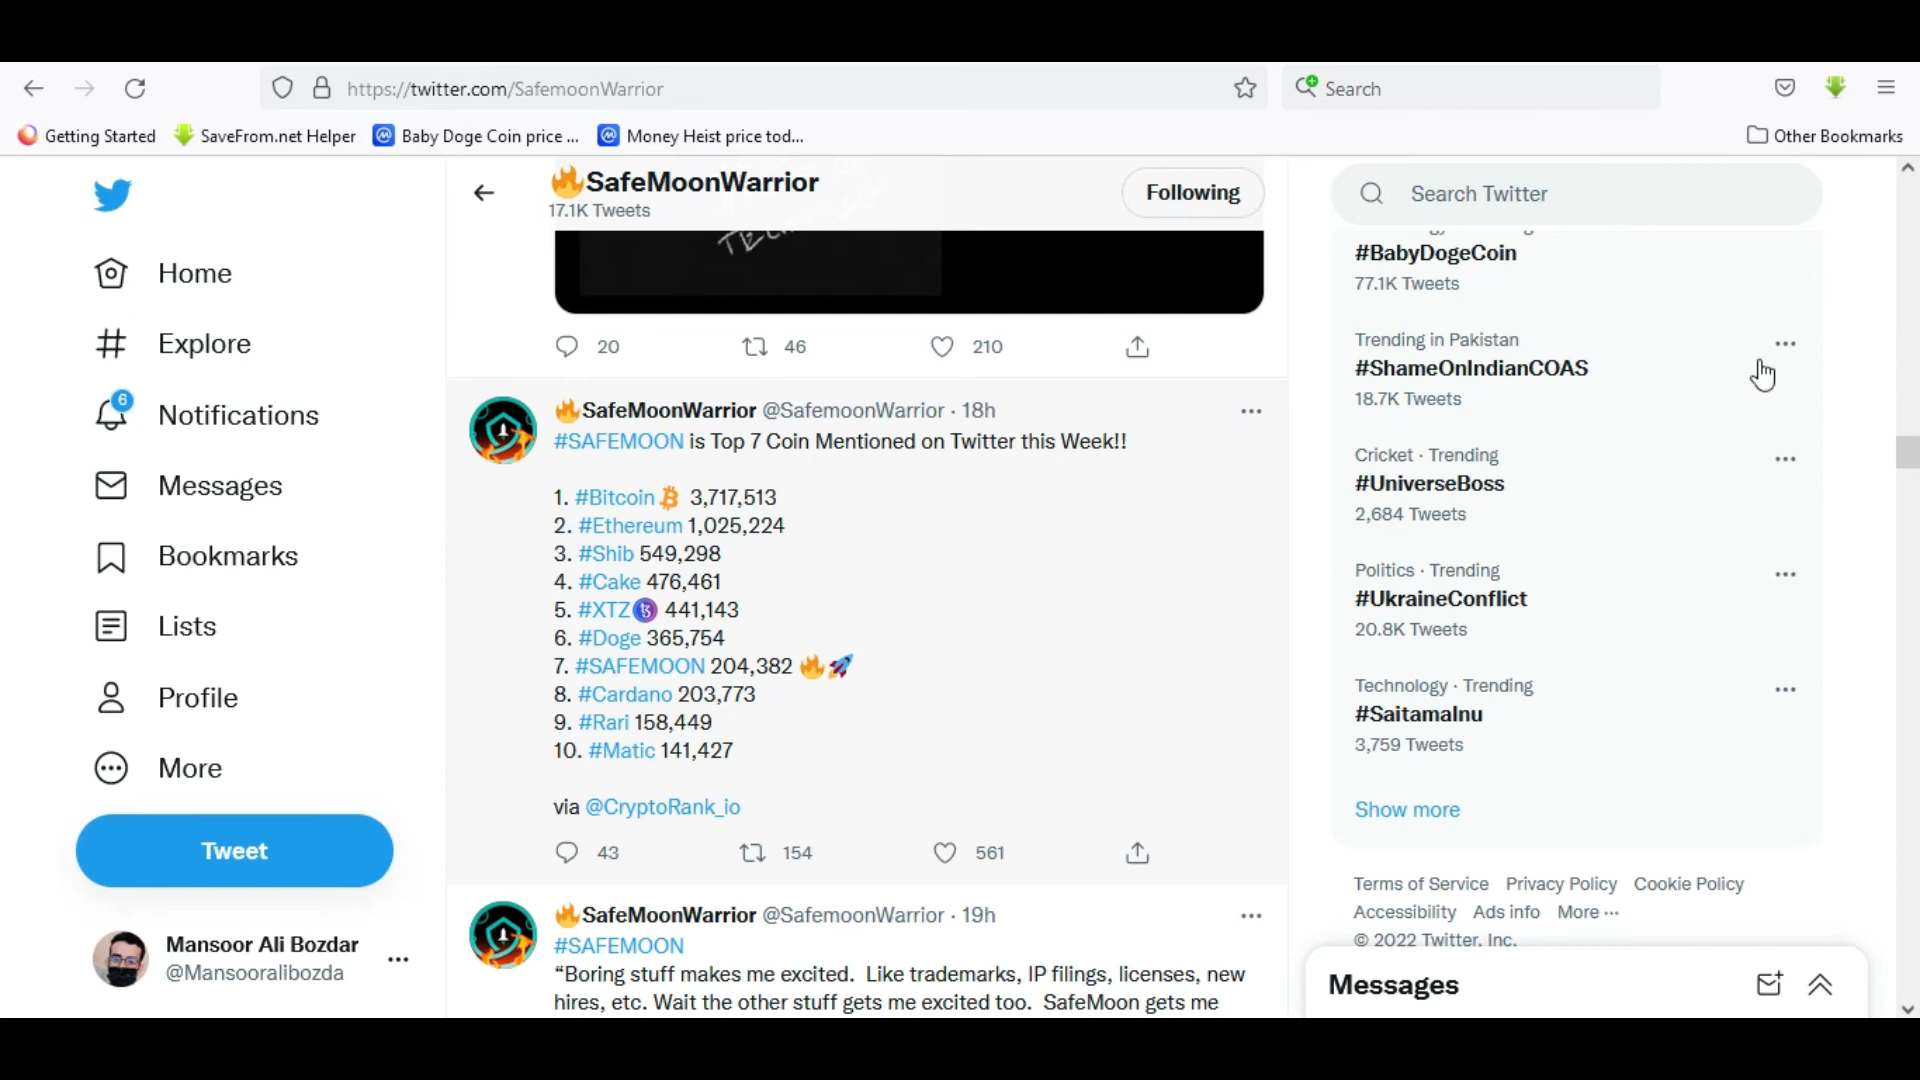 https://twitter.com/SafemoonWarrior
Search
Getting Started
SaveFrom.net Helper
Baby Doge Coin price ...
Money Heist price tod...
Other Bookmarks
Home
Explore
6
Notifications
Messages
Bookmarks
Lists
Profile
More
Tweet
Mansoor Ali Bozdar
@Mansooralibozda
🔥SafeMoonWarrior
17.1K Tweets
Following
20 46 210
🔥SafeMoonWarrior @SafemoonWarrior · 18h
#SAFEMOON is Top 7 Coin Mentioned on Twitter this Week!!
1. #Bitcoin 3,717,513
2. #Ethereum 1,025,224
3. #Shib 549,298
4. #Cake 476,461
5. #XTZ 441,143
6. #Doge 365,754
7. #SAFEMOON 204,382 🔥🚀
8. #Cardano 203,773
9. #Rari 158,449
10. #Matic 141,427
via @CryptoRank_io
43 154 561
🔥SafeMoonWarrior @SafemoonWarrior · 19h
#SAFEMOON
“Boring stuff makes me excited. Like trademarks, IP filings, licenses, new
hires, etc. Wait the other stuff gets me excited too. SafeMoon gets me
Search Twitter
#BabyDogeCoin
77.1K Tweets
Trending in Pakistan
#ShameOnIndianCOAS
18.7K Tweets
Cricket · Trending
#UniverseBoss
2,684 Tweets
Politics · Trending
#UkraineConflict
20.8K Tweets
Technology · Trending
#SaitamaInu
3,759 Tweets
Show more
Terms of Service Privacy Policy Cookie Policy
Accessibility Ads info More ···
© 2022 Twitter, Inc.
Messages